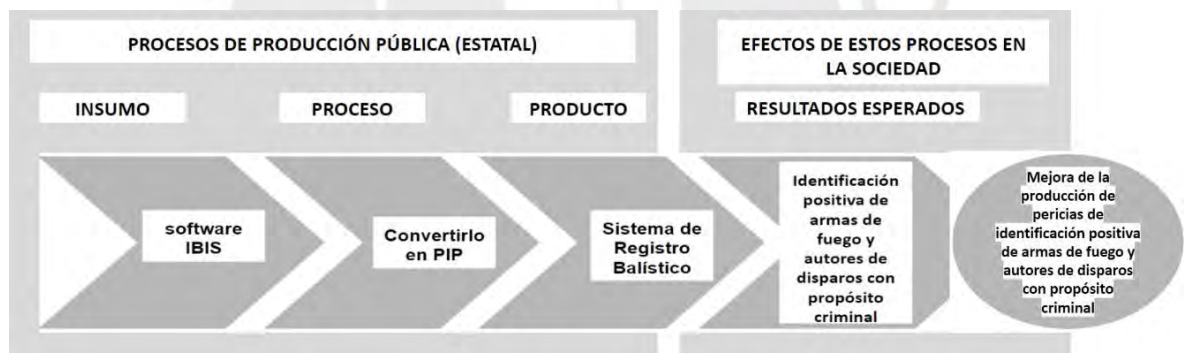 PROCESOS DE PRODUCCIÓN PÚBLICA (ESTATAL)
EFECTOS DE ESTOS PROCESOS EN
LA SOCIEDAD
INSUMO
PROCESO
PRODUCTO
RESULTADOS ESPERADOS
software
IBIS
Convertirlo
en PIP
Sistema de
Registro
Balístico
Identificación
positiva de
armas de
fuego y
autores de
disparos con
propósito
criminal
Mejora de la
producción de
pericias de
identificación positiva
de armas de fuego y
autores de disparos
con propósito
criminal